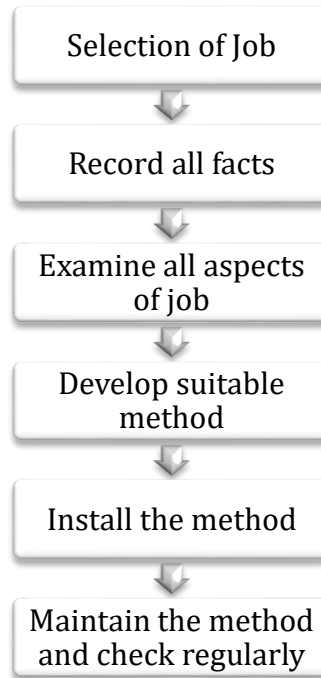 Selection of Job
Record all facts
Examine all aspects
of job
Develop suitable
method
Install the method
Maintain the method
and check regularly